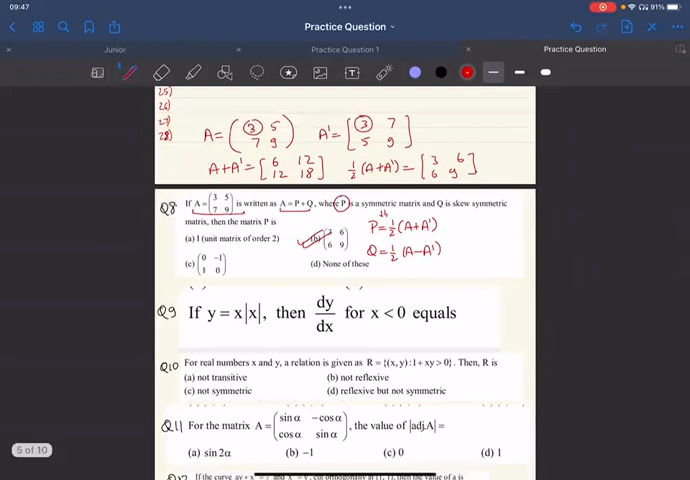 09:47
91%
Practice Question
Junior
Practice Question 1
Practice Question
25)
26)
27)
28)
A = (3 5
7 9)
A' = [3 7
5 9]
A+A' = [6 12
12 18]
½(A+A') = [3 6
6 9]
Q8. If A = (3 5
7 9) is written as A = P + Q, where P is a symmetric matrix and Q is skew symmetric
matrix, then the matrix P is
(a) I (unit matrix of order 2)
(b) (3 6
6 9)
(c) (0 −1
1 0)
(d) None of these
P = ½(A+A')
Q = ½(A−A')
Q9 If y = x|x|, then dy/dx for x < 0 equals
Q10 For real numbers x and y, a relation is given as R = {(x, y) : 1 + xy > 0}. Then, R is
(a) not transitive
(b) not reflexive
(c) not symmetric
(d) reflexive but not symmetric
Q11 For the matrix A = (sin α −cos α
cos α sin α), the value of |adj.A| =
(a) sin 2α
(b) −1
(c) 0
(d) 1
5 of 10
If the curve ay + x